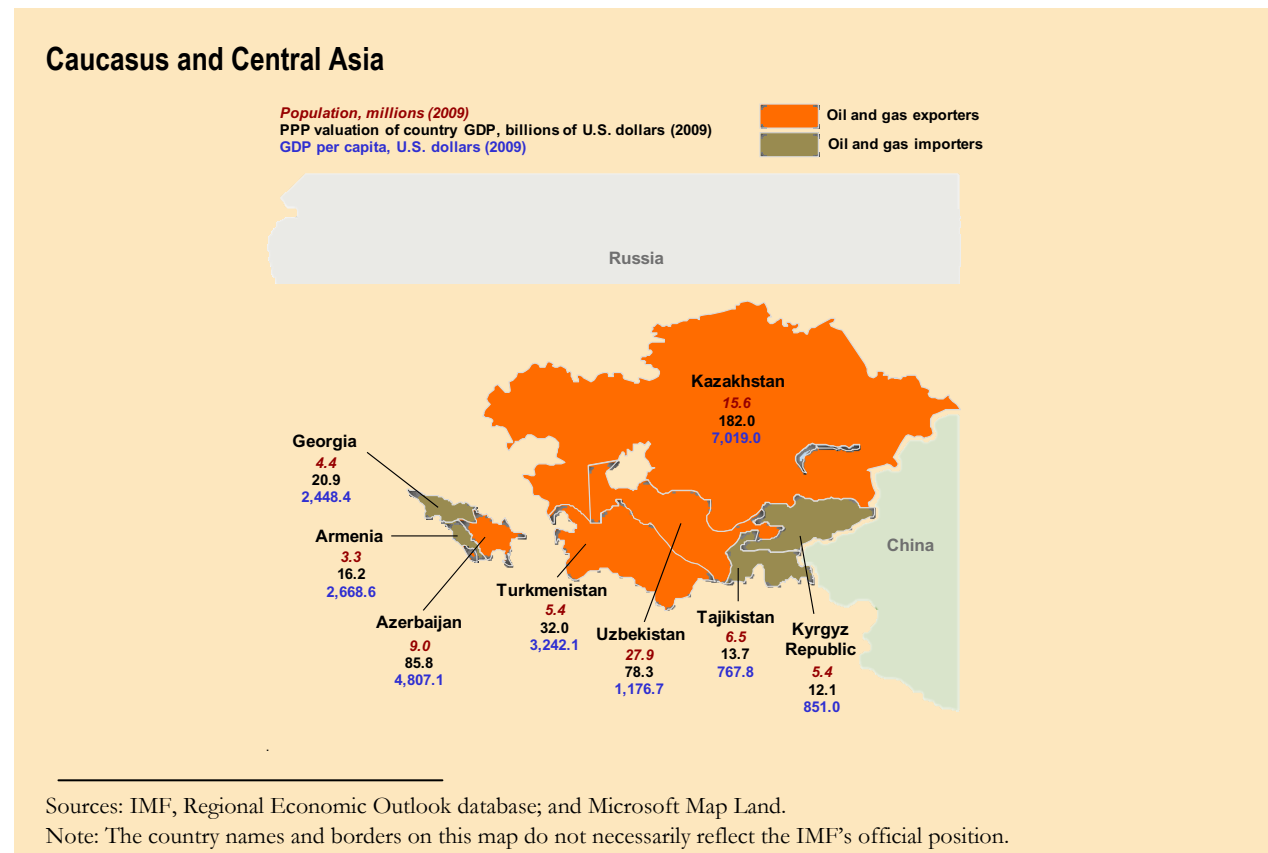 Caucasus and Central Asia
Population, millions (2009)
PPP valuation of country GDP, billions of U.S. dollars (2009)
GDP per capita, U.S. dollars (2009)
Oil and gas exporters
Oil and gas importers
Russia
Kazakhstan
15.6
182.0
7,019.0
Georgia
4.4
20.9
2,448.4
Armenia
3.3
16.2
2,668.6
Azerbaijan
9.0
85.8
4,807.1
Turkmenistan
5.4
32.0
3,242.1
Uzbekistan
27.9
78.3
1,176.7
Tajikistan
6.5
13.7
767.8
Kyrgyz
Republic
5.4
12.1
851.0
China
.
Sources: IMF, Regional Economic Outlook database; and Microsoft Map Land.
Note: The country names and borders on this map do not necessarily reflect the IMF’s official position.